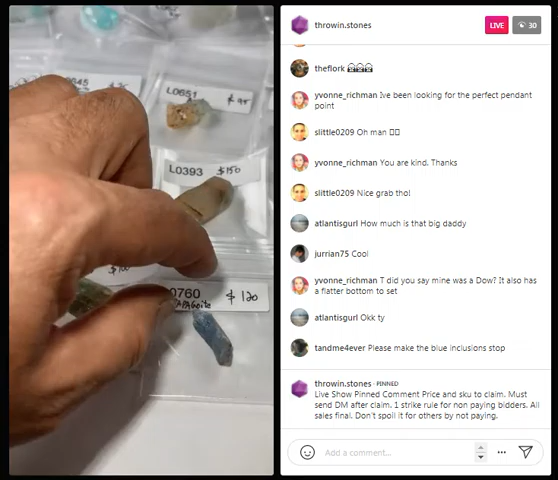 throwin.stones
LIVE
30
L0651
$
L0393 $150
0760
$ 120
theflork
yvonne_richman Ive been looking for the perfect pendant
point
slittle0209 Oh man
yvonne_richman You are kind. Thanks
slittle0209 Nice grab tho!
atlantisgurl How much is that big daddy
jurrian75 Cool
yvonne_richman T did you say mine was a Dow? It also has
a flatter bottom to set
atlantisgurl Okk ty
tandme4ever Please make the blue inclusions stop
throwin.stones · PINNED
Live Show Pinned Comment Price and sku to claim. Must
send DM after claim. 1 strike rule for non paying bidders. All
sales final. Don't spoil it for others by not paying.
Add a comment...